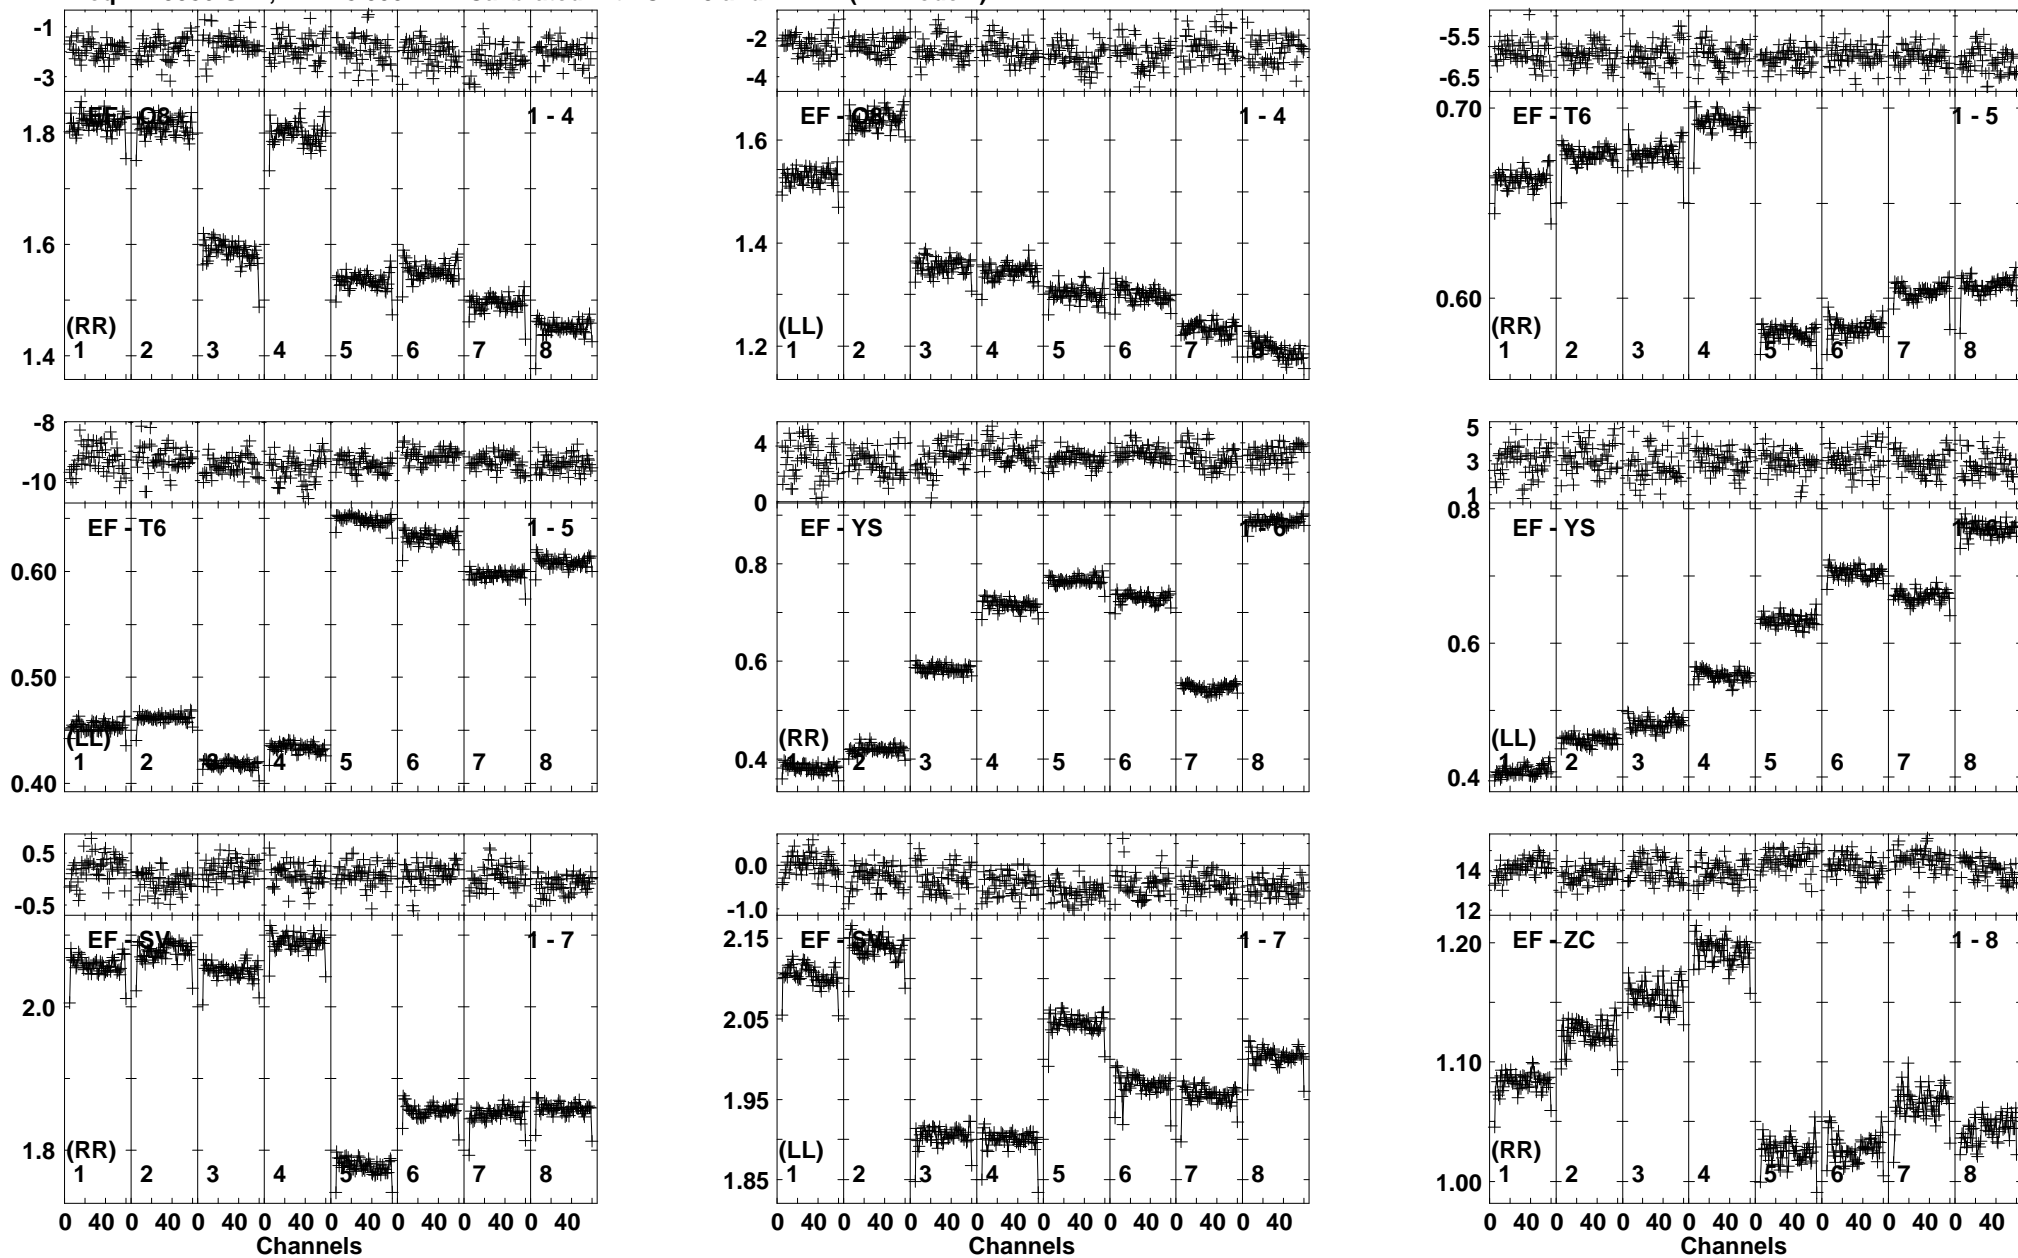 -1 -3 1.8 1.6 1.4 EF - O8 1 - 4 (RR) 1 2 3 4 5 6 7 8
-2 -4 1.6 1.4 1.2 EF - O8 1 - 4 (LL) 1 2 3 4 5 6 7 8
-5.5 -6.5 0.70 0.60 EF - T6 1 - 5 (RR) 1 2 3 4 5 6 7 8
-8 -10 0.60 0.50 0.40 EF - T6 1 - 5 (LL) 1 2 3 4 5 6 7 8
4 0 0.8 0.6 0.4 EF - YS 1 - 6 (RR) 1 2 3 4 5 6 7 8
5 3 1 0.8 0.6 0.4 EF - YS 1 - 6 (LL) 1 2 3 4 5 6 7 8
0.5 -0.5 2.0 1.8 EF - SV 1 - 7 (RR) 1 2 3 4 5 6 7 8
0.0 -1.0 2.15 2.05 1.95 1.85 EF - SV 1 - 7 (LL) 1 2 3 4 5 6 7 8
14 12 1.20 1.10 1.00 EF - ZC 1 - 8 (RR) 1 2 3 4 5 6 7 8
0 40 0 40 0 40 0 40 0 40 0 40 0 40 0 40
Channels
0 40 0 40 0 40 0 40 0 40 0 40 0 40 0 40
0 40 0 40 0 40 0 40 0 40 0 40 0 40 0 40
Channels